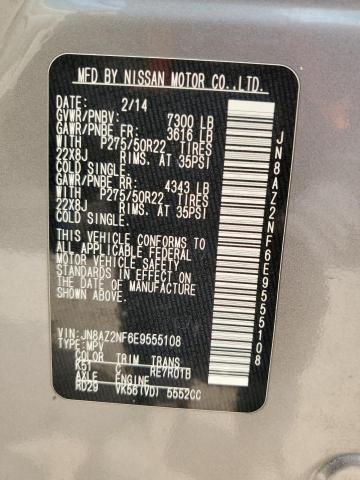 MFD BY NISSAN MOTOR CO.,LTD.
DATE: 2/14
GVWR/PNBV: 7300 LB
GAWR/PNBE FR: 3616 LB
WITH P275/50R22 TIRES
22X8J RIMS. AT 35PSI
COLD SINGLE.
GAWR/PNBE RR: 4343 LB
WITH P275/50R22 TIRES
22X8J RIMS. AT 35PSI
COLD SINGLE.
THIS VEHICLE CONFORMS TO
ALL APPLICABLE FEDERAL
MOTOR VEHICLE SAFETY
STANDARDS IN EFFECT ON
THE DATE OF MANUFACTURE
SHOWN ABOVE.
VIN: JN8AZ2NF6E9555108
TYPE: MPV
COLOR TRIM TRANS
K51 C RE7R01B
AXLE ENGINE
RD29 VK56(VD) 5552CC
JN8AZ2NF6E9555108